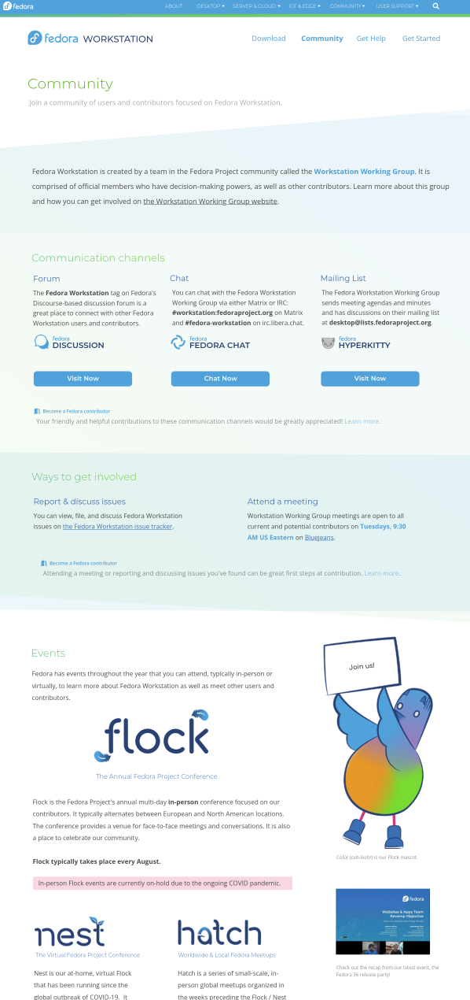 fedora
ABOUT DESKTOP SERVER & CLOUD IOT & EDGE COMMUNITY USER SUPPORT
fedora WORKSTATION
Download Community Get Help Get Started
Community
Join a community of users and contributors focused on Fedora Workstation.
Fedora Workstation is created by a team in the Fedora Project community called the Workstation Working Group. It is
comprised of official members who have decision-making powers, as well as other contributors. Learn more about this group
and how you can get involved on the Workstation Working Group website.
Communication channels
Forum
The Fedora Workstation tag on Fedora's
Discourse-based discussion forum is a
great place to connect with other Fedora
Workstation users and contributors.
fedora
DISCUSSION
Visit Now
Chat
You can chat with the Fedora Workstation
Working Group via either Matrix or IRC:
#workstation:fedoraproject.org on Matrix
and #fedora-workstation on irc.libera.chat.
fedora
FEDORA CHAT
Chat Now
Mailing List
The Fedora Workstation Working Group
sends meeting agendas and minutes
and has discussions on their mailing list
at desktop@lists.fedoraproject.org.
fedora
HYPERKITTY
Visit Now
Become a Fedora contributor
Your friendly and helpful contributions to these communication channels would be greatly appreciated! Learn more.
Ways to get involved
Report & discuss issues
You can view, file, and discuss Fedora Workstation
issues on the Fedora Workstation issue tracker.
Attend a meeting
Workstation Working Group meetings are open to all
current and potential contributors on Tuesdays, 9:30
AM US Eastern on Bluejeans.
Become a Fedora contributor
Attending a meeting or reporting and discussing issues you've found can be great first steps at contribution. Learn more.
Events
Fedora has events throughout the year that you can attend, typically in-person or
virtually, to learn more about Fedora Workstation as well as meet other users and
contributors.
flock
The Annual Fedora Project Conference
Flock is the Fedora Project's annual multi-day in-person conference focused on our
contributors. It typically alternates between European and North American locations.
The conference provides a venue for face-to-face meetings and conversations. It is also
a place to celebrate our community.
Flock typically takes place every August.
In-person Flock events are currently on-hold due to the ongoing COVID pandemic.
nest
The Virtual Fedora Project Conference
Nest is our at-home, virtual Flock
that has been running since the
global outbreak of COVID-19. It
hatch
Worldwide & Local Fedora Meetups
Hatch is a series of small-scale, in-
person global meetups organized in
the weeks preceding the Flock / Nest
Join us!
Colúr (cuh-loohr) is our Flock mascot.
fedora
Websites & Apps Team
Revamp Objective
Check out the recap from our latest event, the
Fedora 36 release party!